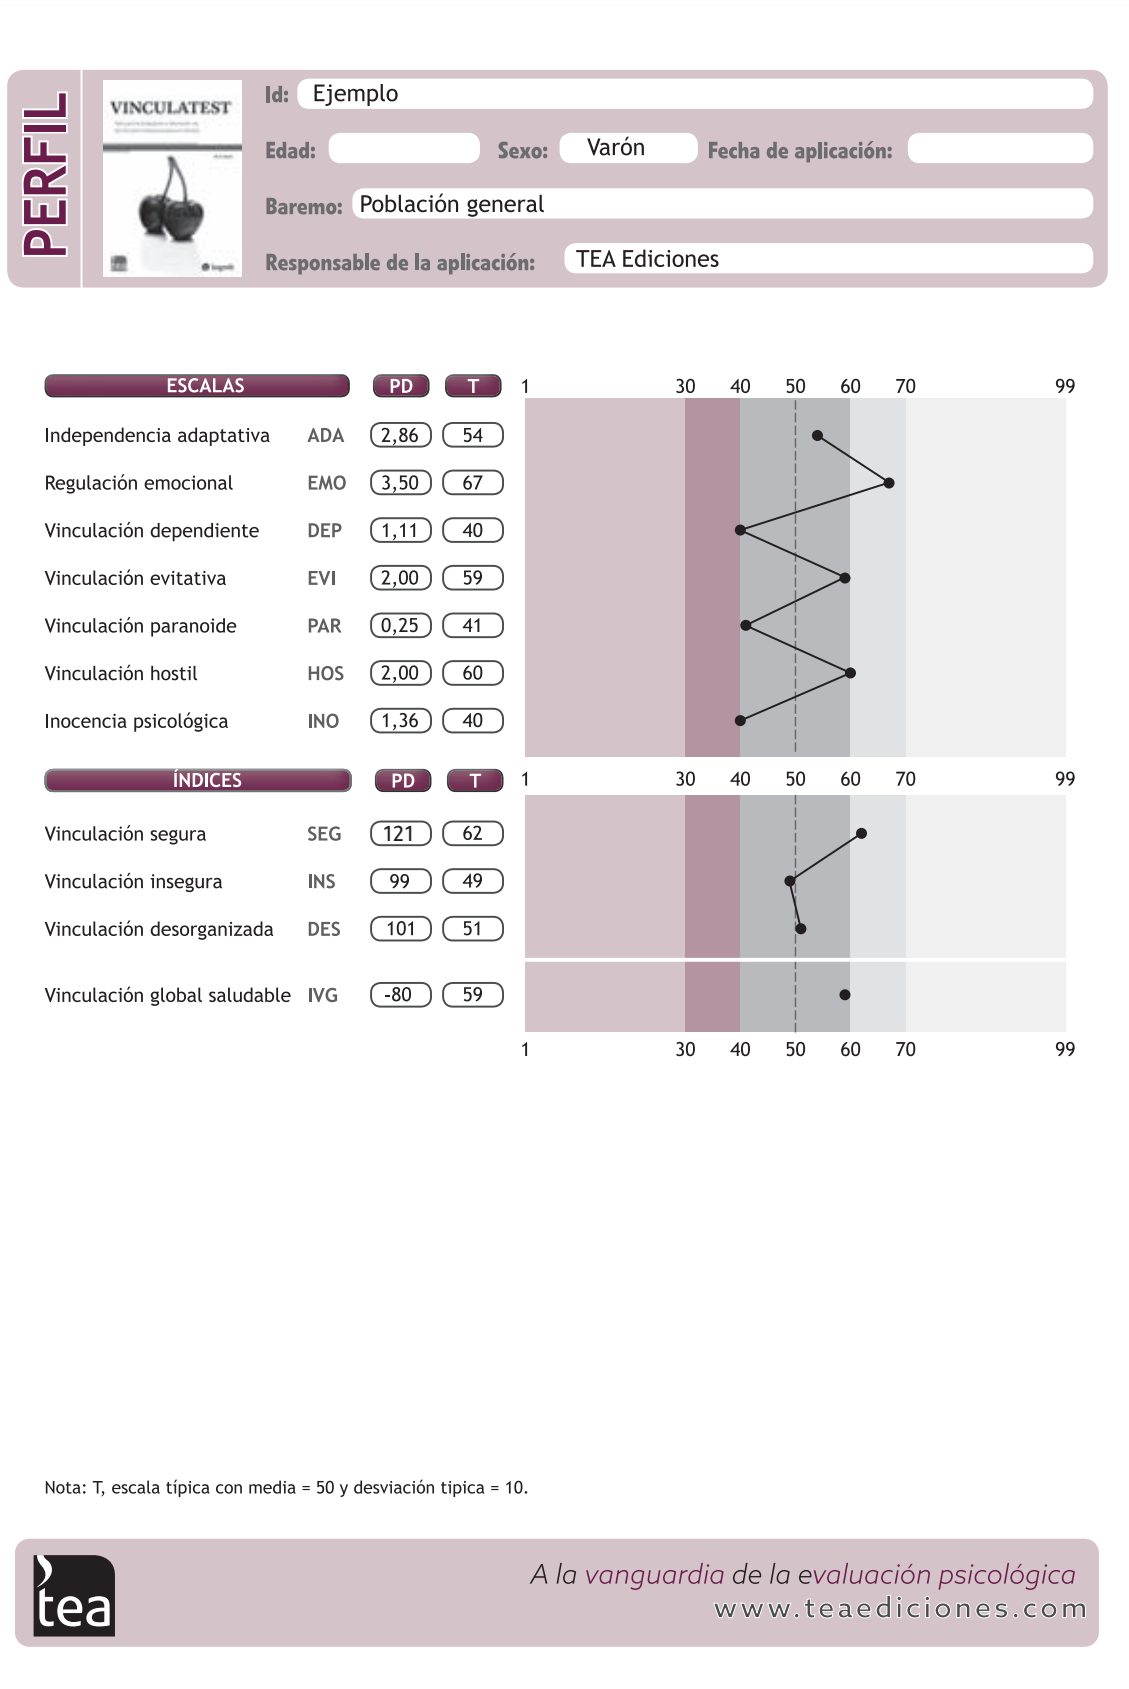 PERFIL
VINCULATEST
Id: Ejemplo
Edad: Sexo: Varón Fecha de aplicación:
Baremo: Población general
Responsable de la aplicación: TEA Ediciones
ESCALAS PD T 1 30 40 50 60 70 99
Independencia adaptativa ADA 2,86 54
Regulación emocional EMO 3,50 67
Vinculación dependiente DEP 1,11 40
Vinculación evitativa EVI 2,00 59
Vinculación paranoide PAR 0,25 41
Vinculación hostil HOS 2,00 60
Inocencia psicológica INO 1,36 40
ÍNDICES PD T 1 30 40 50 60 70 99
Vinculación segura SEG 121 62
Vinculación insegura INS 99 49
Vinculación desorganizada DES 101 51
Vinculación global saludable IVG -80 59
1 30 40 50 60 70 99
Nota: T, escala típica con media = 50 y desviación tipica = 10.
tea
A la vanguardia de la evaluación psicológica
www.teaediciones.com